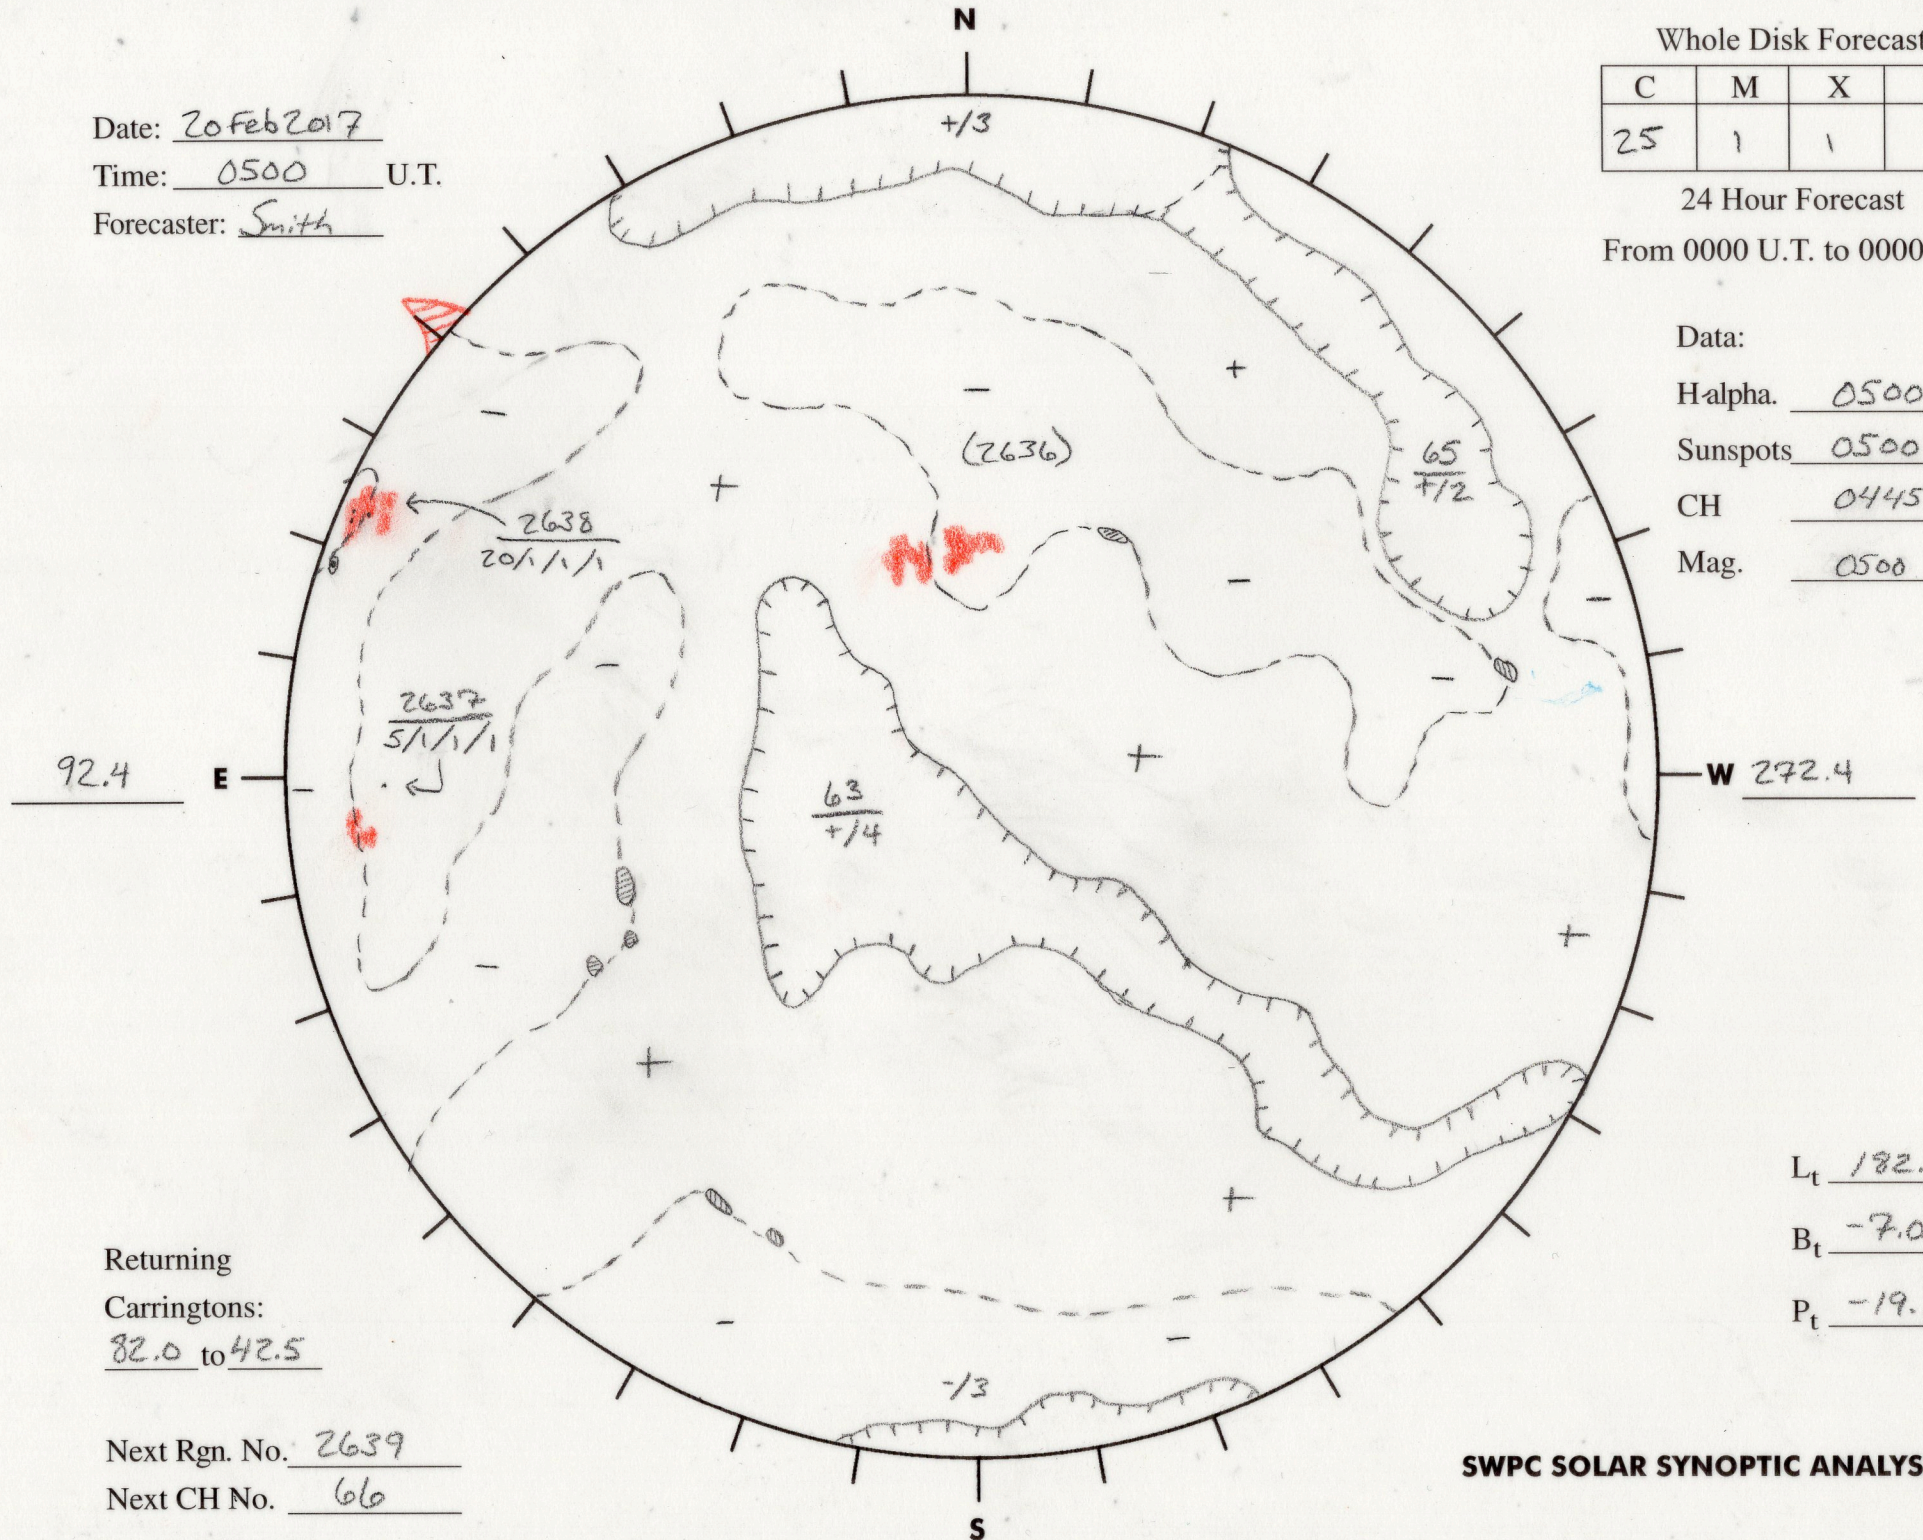 N
Whole Disk Forecast
C M X
25 1 1
24 Hour Forecast
From 0000 U.T. to 0000
Date: 20Feb2017
Time: 0500 U.T.
Forecaster: Smith
+/3
Data:
H-alpha. 0500
Sunspots 0500
CH 0445
Mag. 0500
(2636)
65
+/2
2638
20/1/1/1
2637
5/1/1/1
92.4 E
W 272.4
63
+/4
Lt 182.
Bt -7.0
Pt -19.
Returning
Carringtons:
82.0 to 42.5
-/3
Next Rgn. No. 2639
Next CH No. 66
SWPC SOLAR SYNOPTIC ANALYS
S